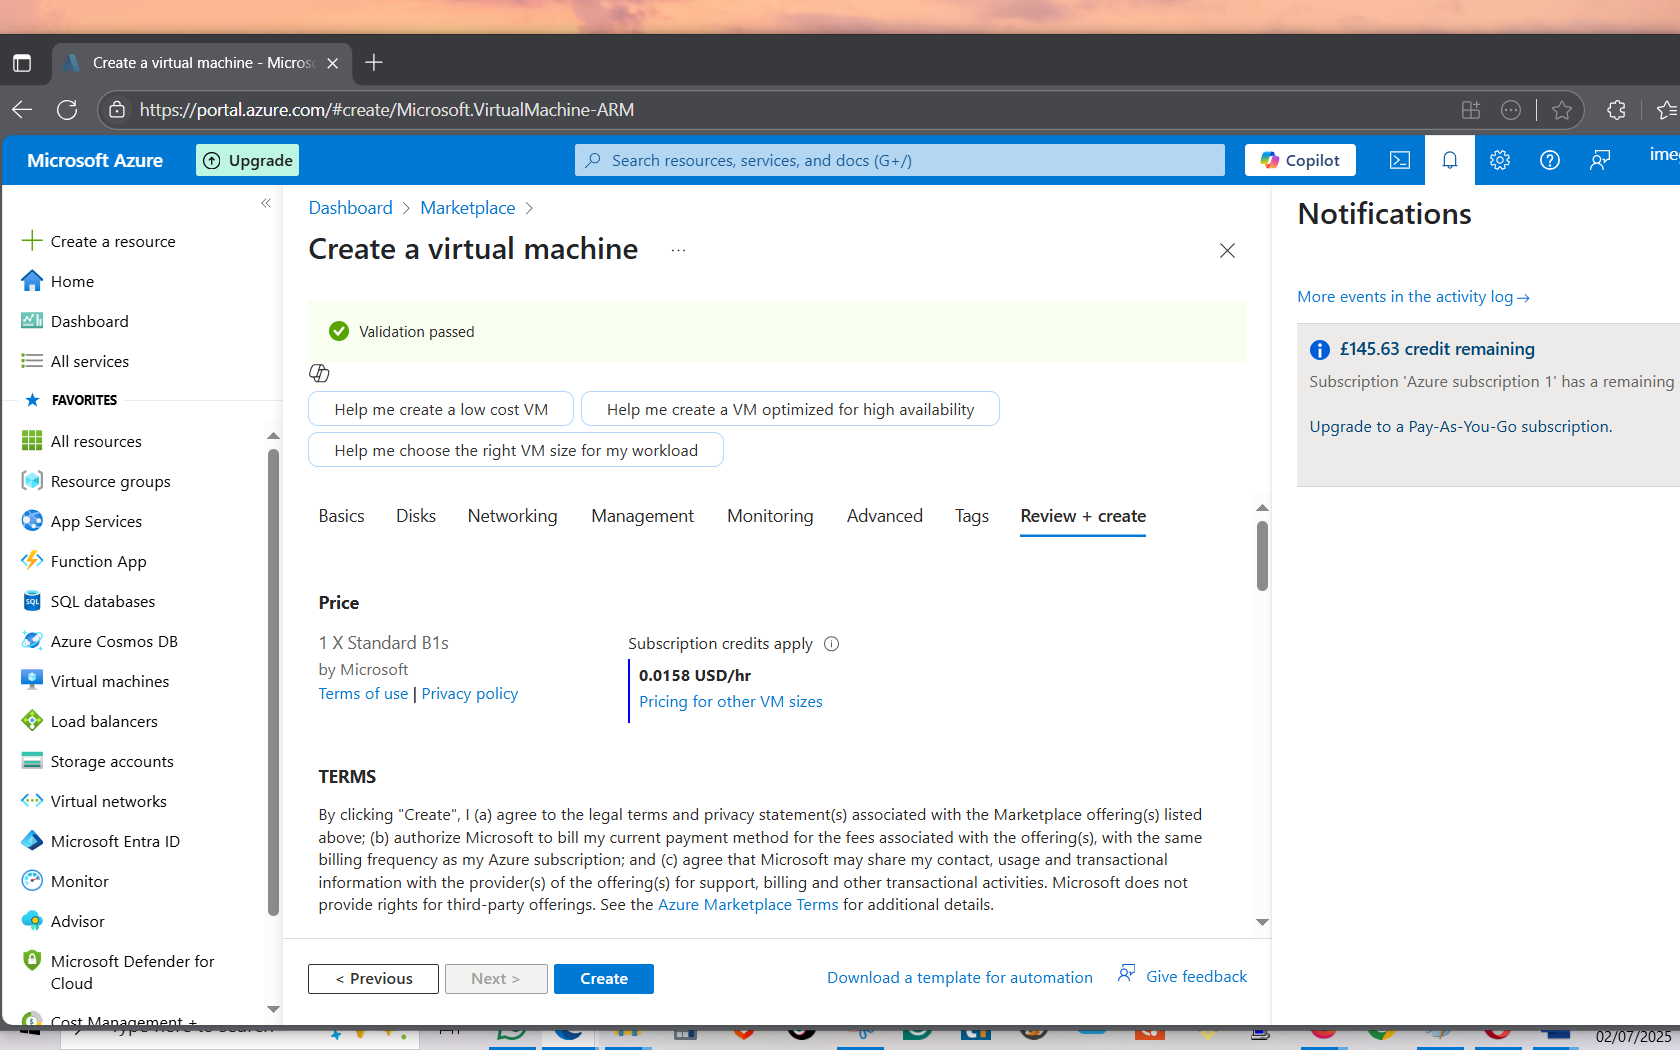 Create a virtual machine - Micros
https://portal.azure.com/#create/Microsoft.VirtualMachine-ARM
Microsoft Azure
Upgrade
Search resources, services, and docs (G+/)
Copilot
Create a resource
Home
Dashboard
All services
FAVORITES
All resources
Resource groups
App Services
Function App
SQL databases
Azure Cosmos DB
Virtual machines
Load balancers
Storage accounts
Virtual networks
Microsoft Entra ID
Monitor
Advisor
Microsoft Defender for
Cloud
Cost Management +
Dashboard > Marketplace >
Create a virtual machine ...
Validation passed
Help me create a low cost VM
Help me create a VM optimized for high availability
Help me choose the right VM size for my workload
Basics Disks Networking Management Monitoring Advanced Tags Review + create
Price
1 X Standard B1s
by Microsoft
Terms of use | Privacy policy
Subscription credits apply
0.0158 USD/hr
Pricing for other VM sizes
TERMS
By clicking "Create", I (a) agree to the legal terms and privacy statement(s) associated with the Marketplace offering(s) listed
above; (b) authorize Microsoft to bill my current payment method for the fees associated with the offering(s), with the same
billing frequency as my Azure subscription; and (c) agree that Microsoft may share my contact, usage and transactional
information with the provider(s) of the offering(s) for support, billing and other transactional activities. Microsoft does not
provide rights for third-party offerings. See the Azure Marketplace Terms for additional details.
< Previous
Next >
Create
Download a template for automation
Give feedback
Notifications
More events in the activity log →
£145.63 credit remaining
Subscription 'Azure subscription 1' has a remaining
Upgrade to a Pay-As-You-Go subscription.
Type here to search
02/07/2025